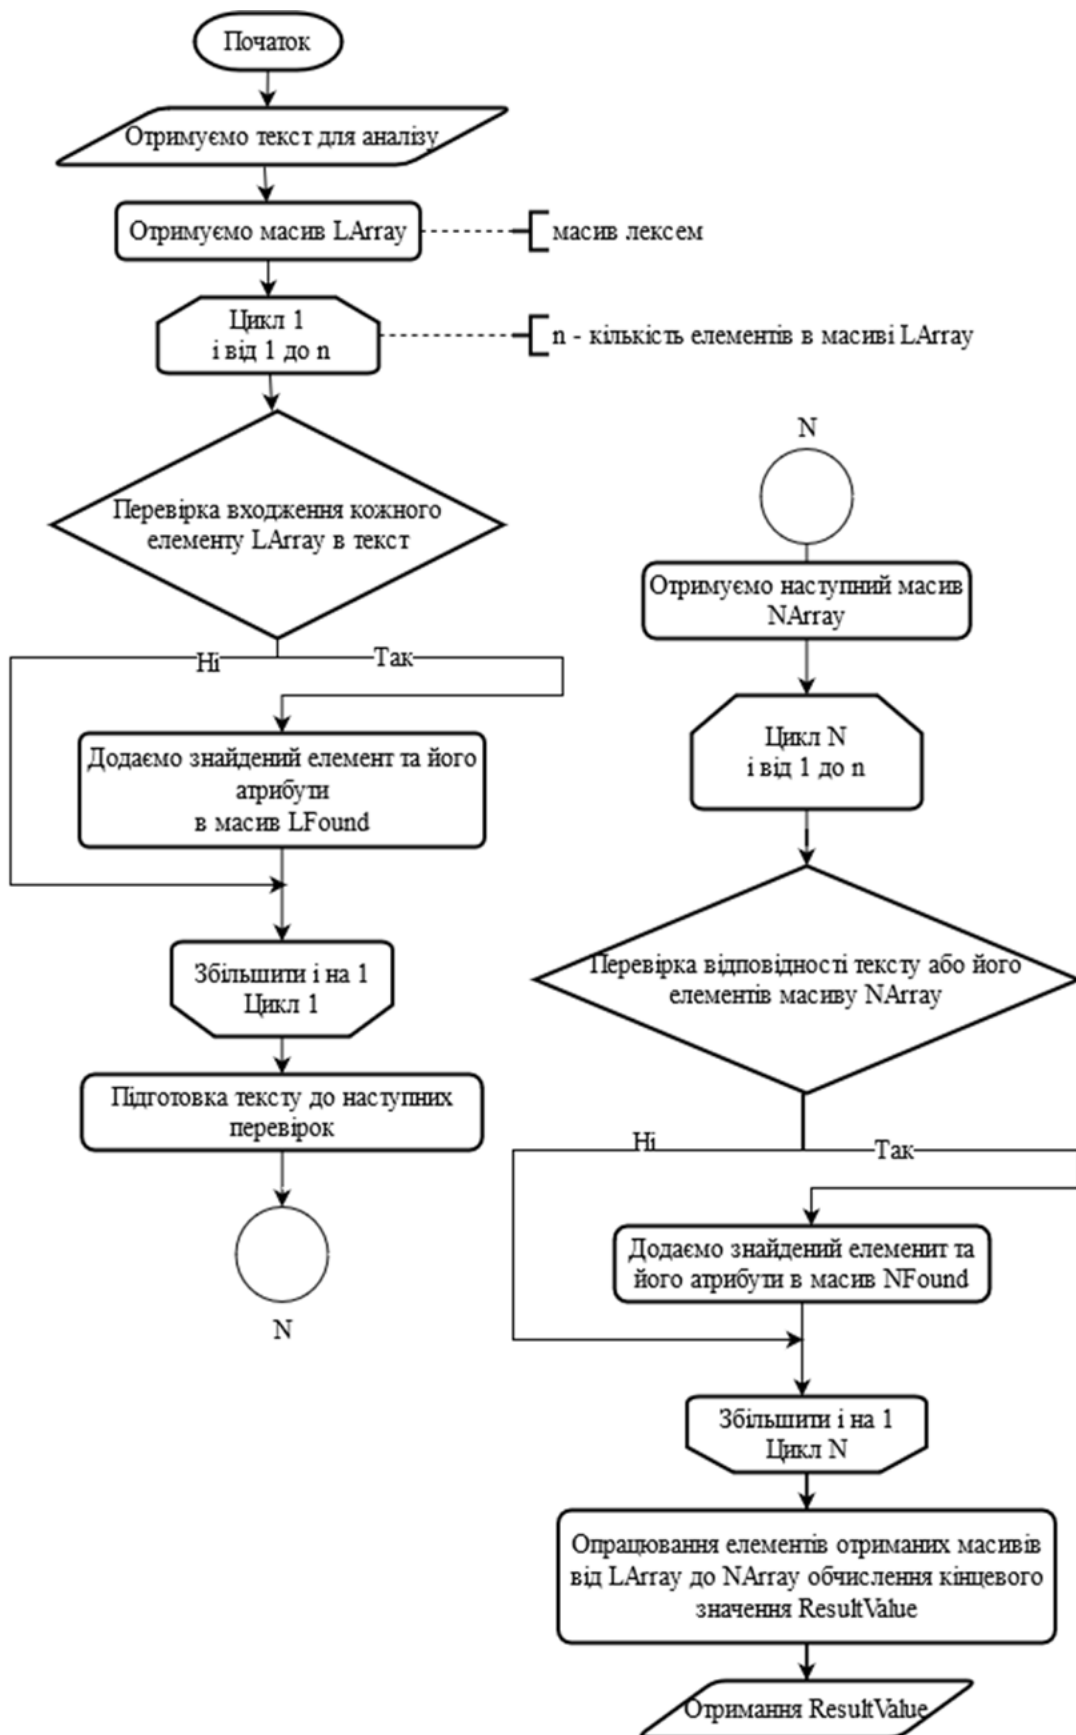 Початок
Отримуємо текст для аналізу
Отримуємо масив LArray
масив лексем
Цикл 1
і від 1 до n
n - кількість елементів в масиві LArray
Перевірка входження кожного
елементу LArray в текст
Ні
Так
Додаємо знайдений елемент та його
атрибути
в масив LFound
Збільшити і на 1
Цикл 1
Підготовка тексту до наступних
перевірок
N
N
Отримуємо наступний масив
NArray
Цикл N
і від 1 до n
Перевірка відповідності тексту або його
елементів масиву NArray
Ні
Так
Додаємо знайдений елеменит та
його атрибути в масив NFound
Збільшити і на 1
Цикл N
Опрацювання елементів отриманих масивів
від LArray до NArray обчислення кінцевого
значення ResultValue
Отримання ResultValue